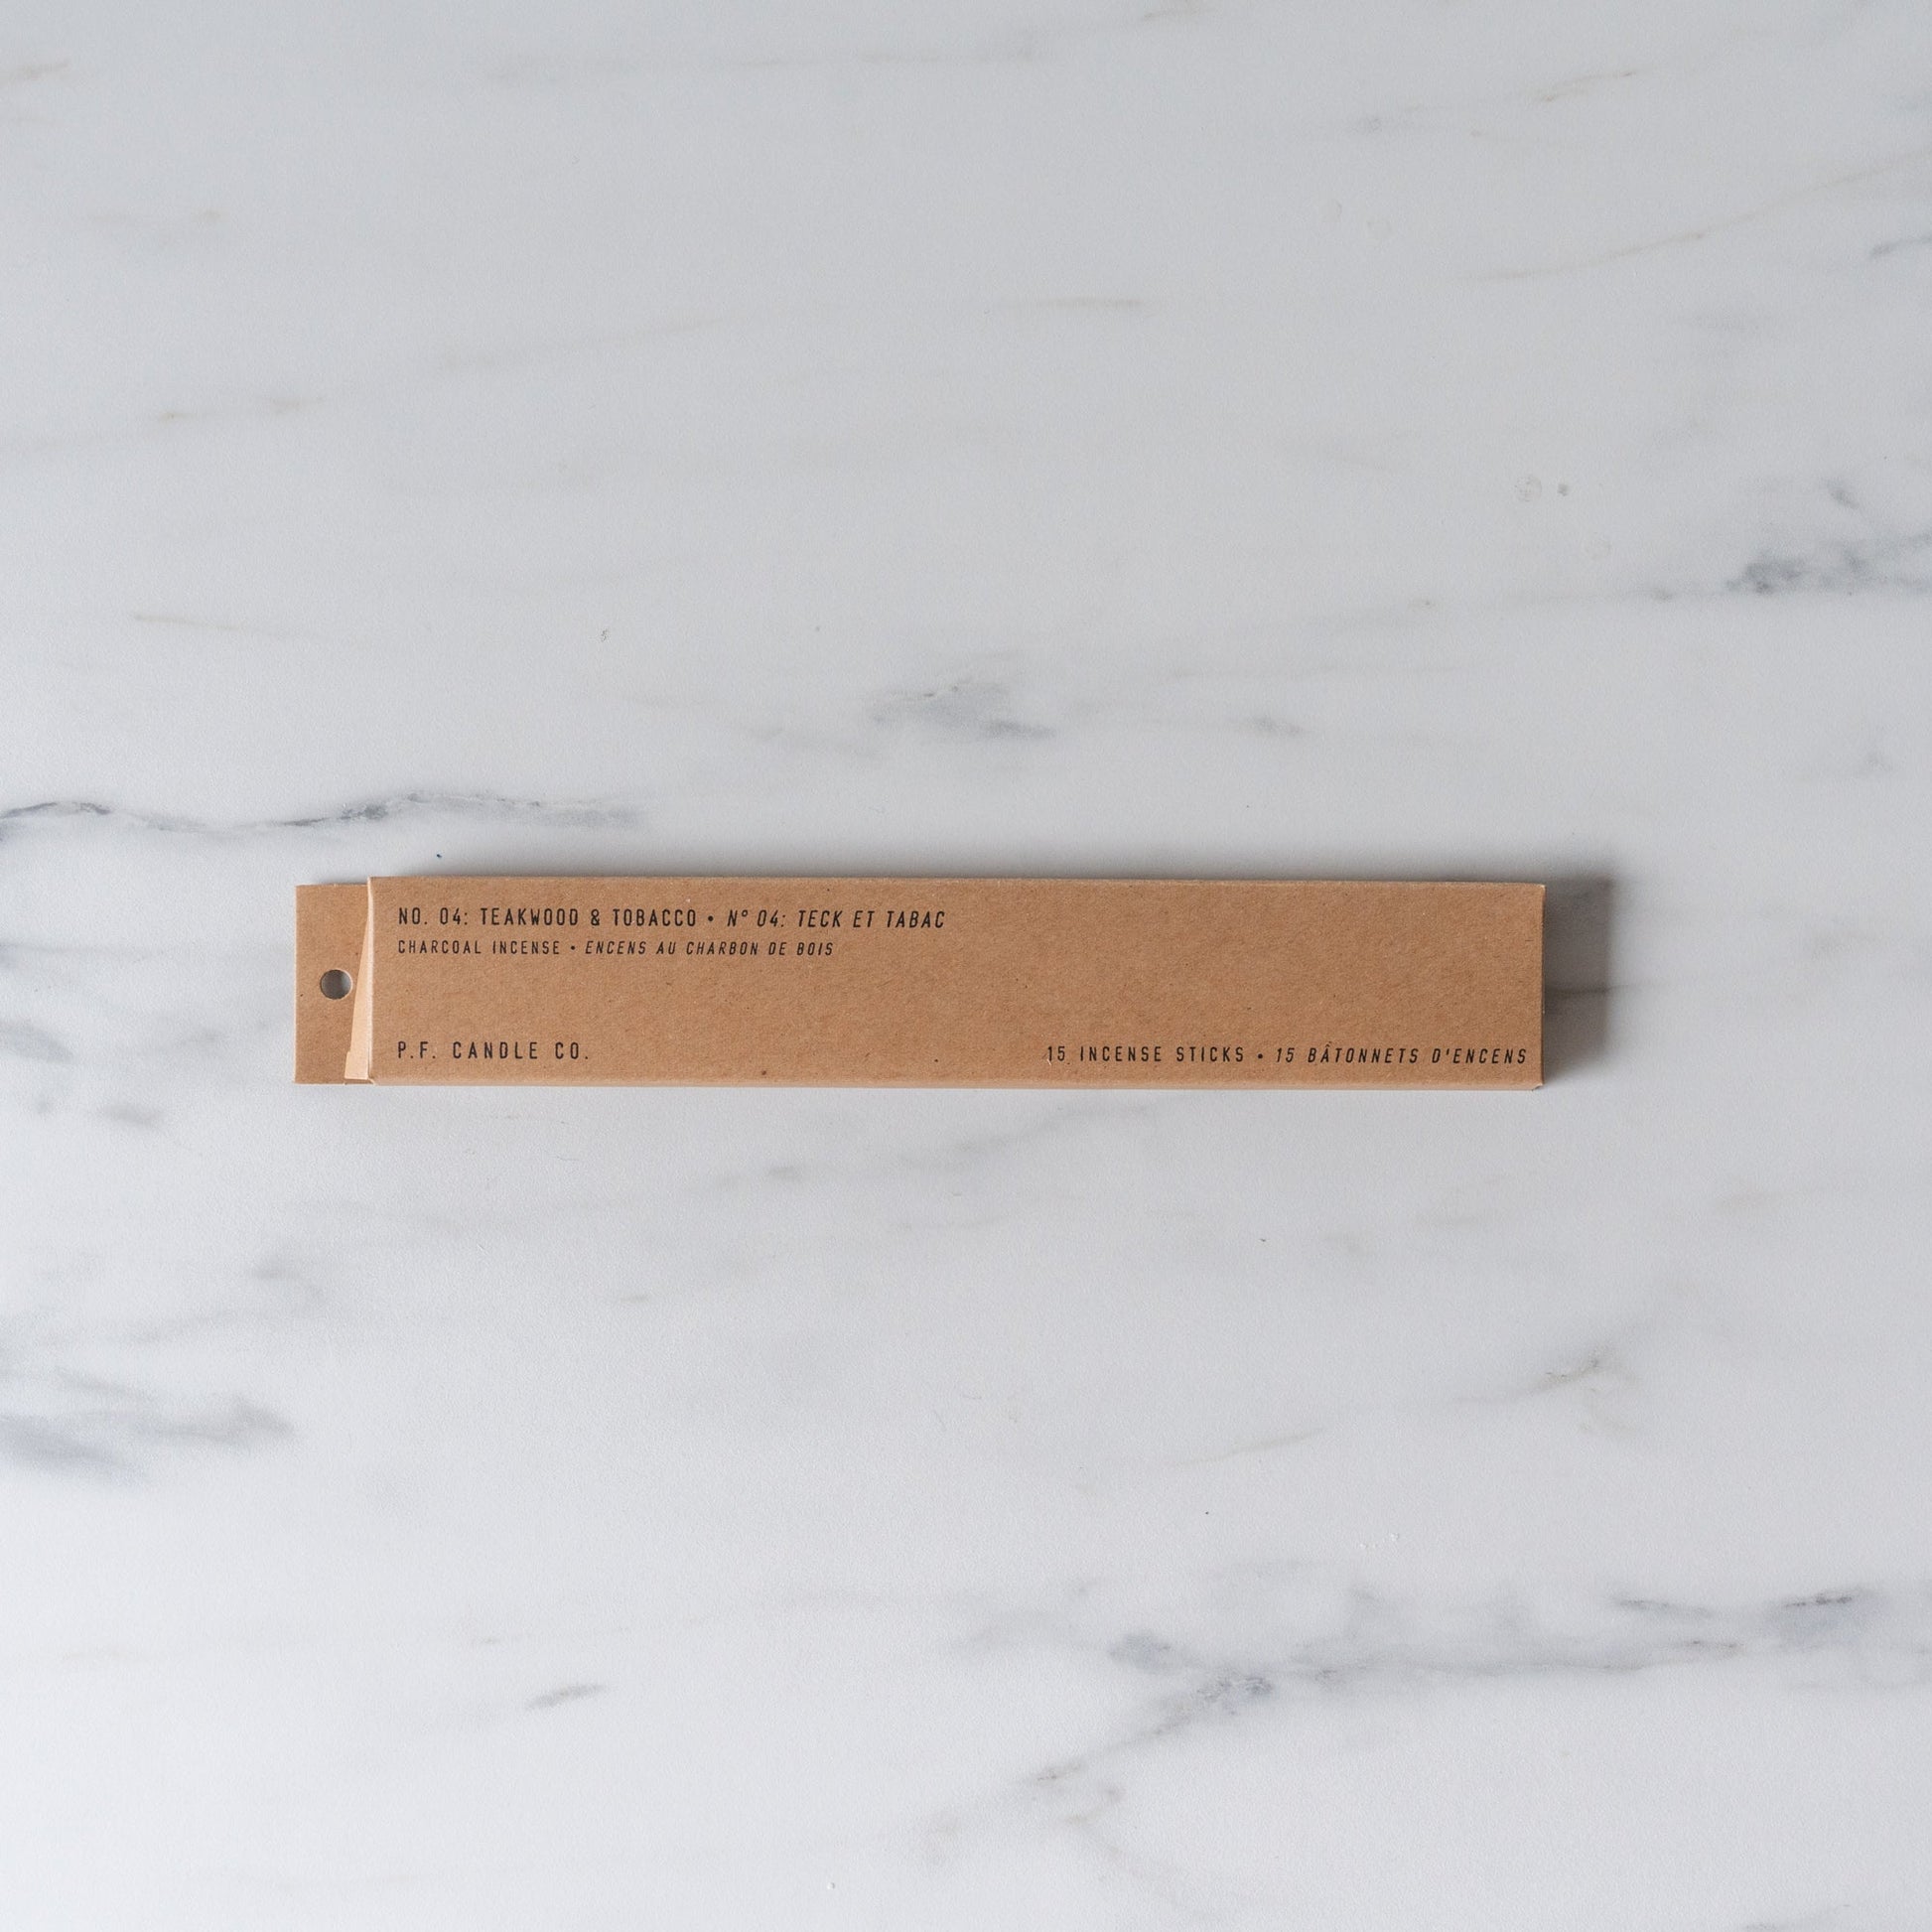 NO. 04: TEAKWOOD & TOBACCO • N° 04: TECK ET TABAC
CHARCOAL INCENSE • ENCENS AU CHARBON DE BOIS
P.F. CANDLE CO.
15 INCENSE STICKS • 15 BÂTONNETS D'ENCENS